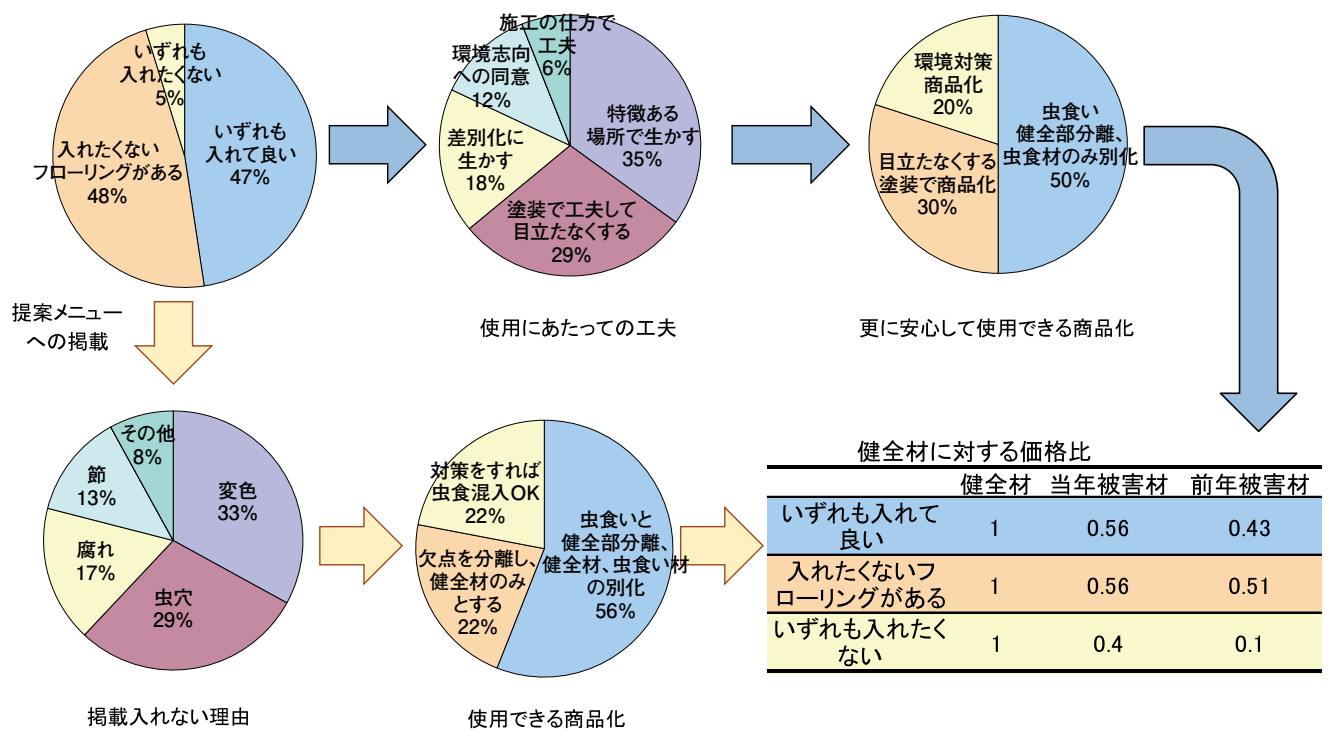 いずれも
入れたくない
5%
いずれも
入れて良い
47%
入れたくない
フローリングがある
48%
提案メニュー
への掲載
施工の仕方で
工夫
6%
環境志向
への同意
12%
特徴ある
場所で生かす
35%
差別化に
生かす
18%
塗装で工夫して
目立たなくする
29%
使用にあたっての工夫
環境対策
商品化
20%
虫食い
健全部分離、
虫食材のみ別化
50%
目立たなくする
塗装で商品化
30%
更に安心して使用できる商品化
その他
8%
節
13%
変色
33%
腐れ
17%
虫穴
29%
掲載入れない理由
対策をすれば
虫食混入OK
22%
虫食いと
健全部分離、
健全材、虫食い材
の別化
56%
欠点を分離し、
健全材のみ
とする
22%
使用できる商品化
健全材に対する価格比
健全材 当年被害材 前年被害材
いずれも入れて
良い
1 0.56 0.43
入れたくないフ
ローリングがある
1 0.56 0.51
いずれも入れたく
ない
1 0.4 0.1